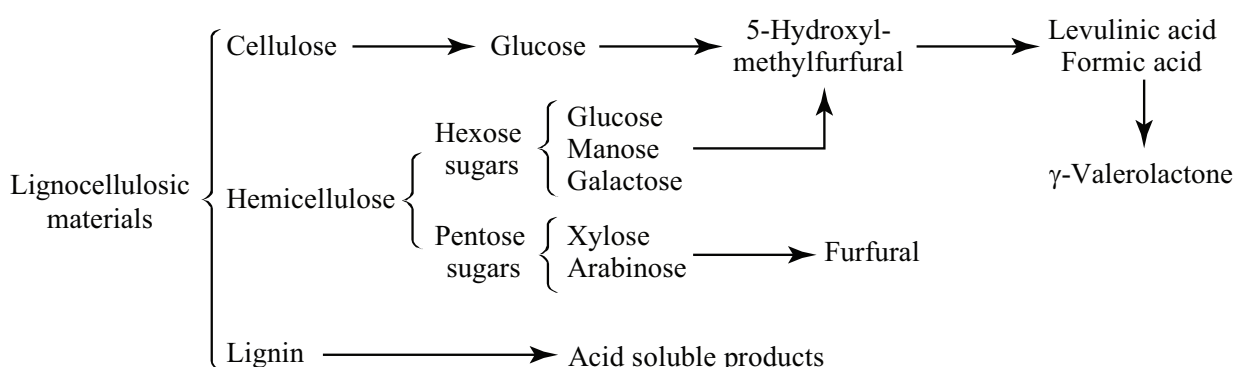 Cellulose
Glucose
5-Hydroxyl-
methylfurfural
Levulinic acid
Formic acid
γ-Valerolactone
Lignocellulosic
materials
Hemicellulose
Hexose
sugars
Glucose
Manose
Galactose
Pentose
sugars
Xylose
Arabinose
Furfural
Lignin
Acid soluble products